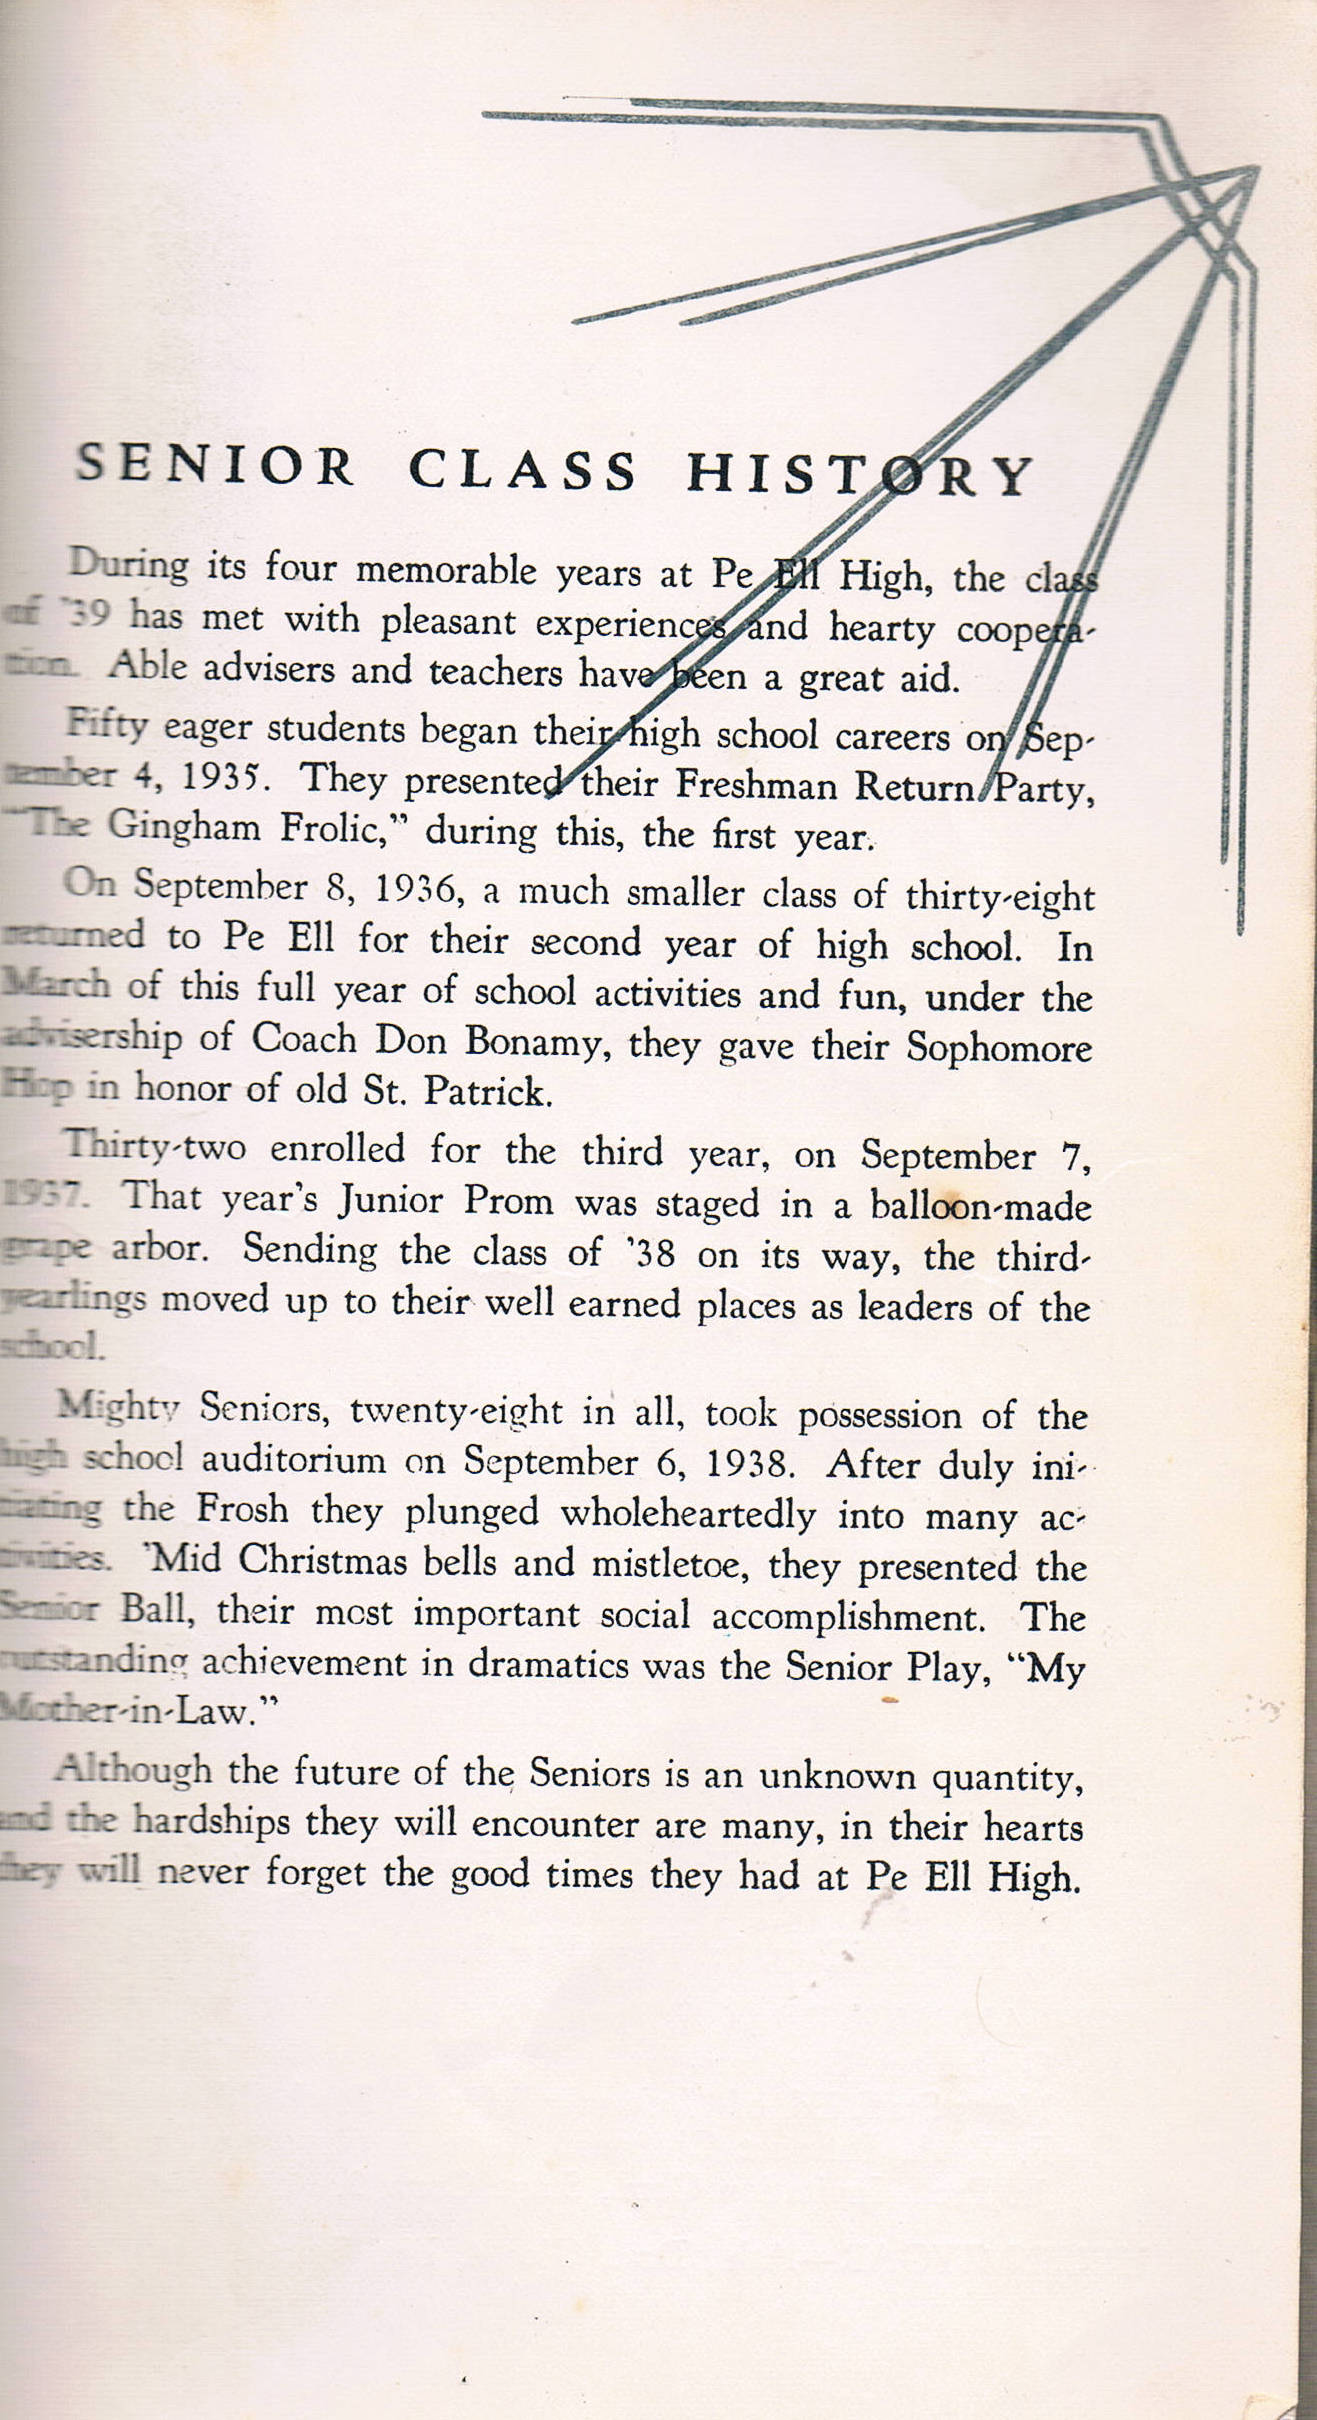 SENIOR CLASS HISTORY
During its four memorable years at Pe Ell High, the class
of '39 has met with pleasant experiences and hearty coopera-
tion. Able advisers and teachers have been a great aid.
Fifty eager students began their high school careers on Sep-
tember 4, 1935. They presented their Freshman Return Party,
"The Gingham Frolic," during this, the first year.
On September 8, 1936, a much smaller class of thirty-eight
returned to Pe Ell for their second year of high school. In
March of this full year of school activities and fun, under the
advisership of Coach Don Bonamy, they gave their Sophomore
Hop in honor of old St. Patrick.
Thirty-two enrolled for the third year, on September 7,
1937. That year's Junior Prom was staged in a balloon-made
grape arbor. Sending the class of '38 on its way, the third-
yearlings moved up to their well earned places as leaders of the
school.
Mighty Seniors, twenty-eight in all, took possession of the
high school auditorium on September 6, 1938. After duly ini-
tiating the Frosh they plunged wholeheartedly into many ac-
tivities. 'Mid Christmas bells and mistletoe, they presented the
Senior Ball, their most important social accomplishment. The
outstanding achievement in dramatics was the Senior Play, "My
Mother-in-Law."
Although the future of the Seniors is an unknown quantity,
and the hardships they will encounter are many, in their hearts
they will never forget the good times they had at Pe Ell High.